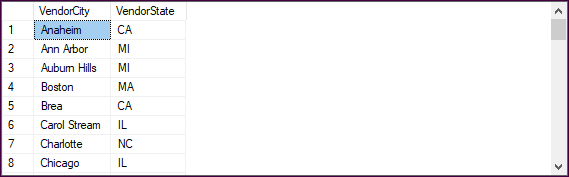 VendorCity VendorState
1 Anaheim CA
2 Ann Arbor MI
3 Auburn Hills MI
4 Boston MA
5 Brea CA
6 Carol Stream IL
7 Charlotte NC
8 Chicago IL